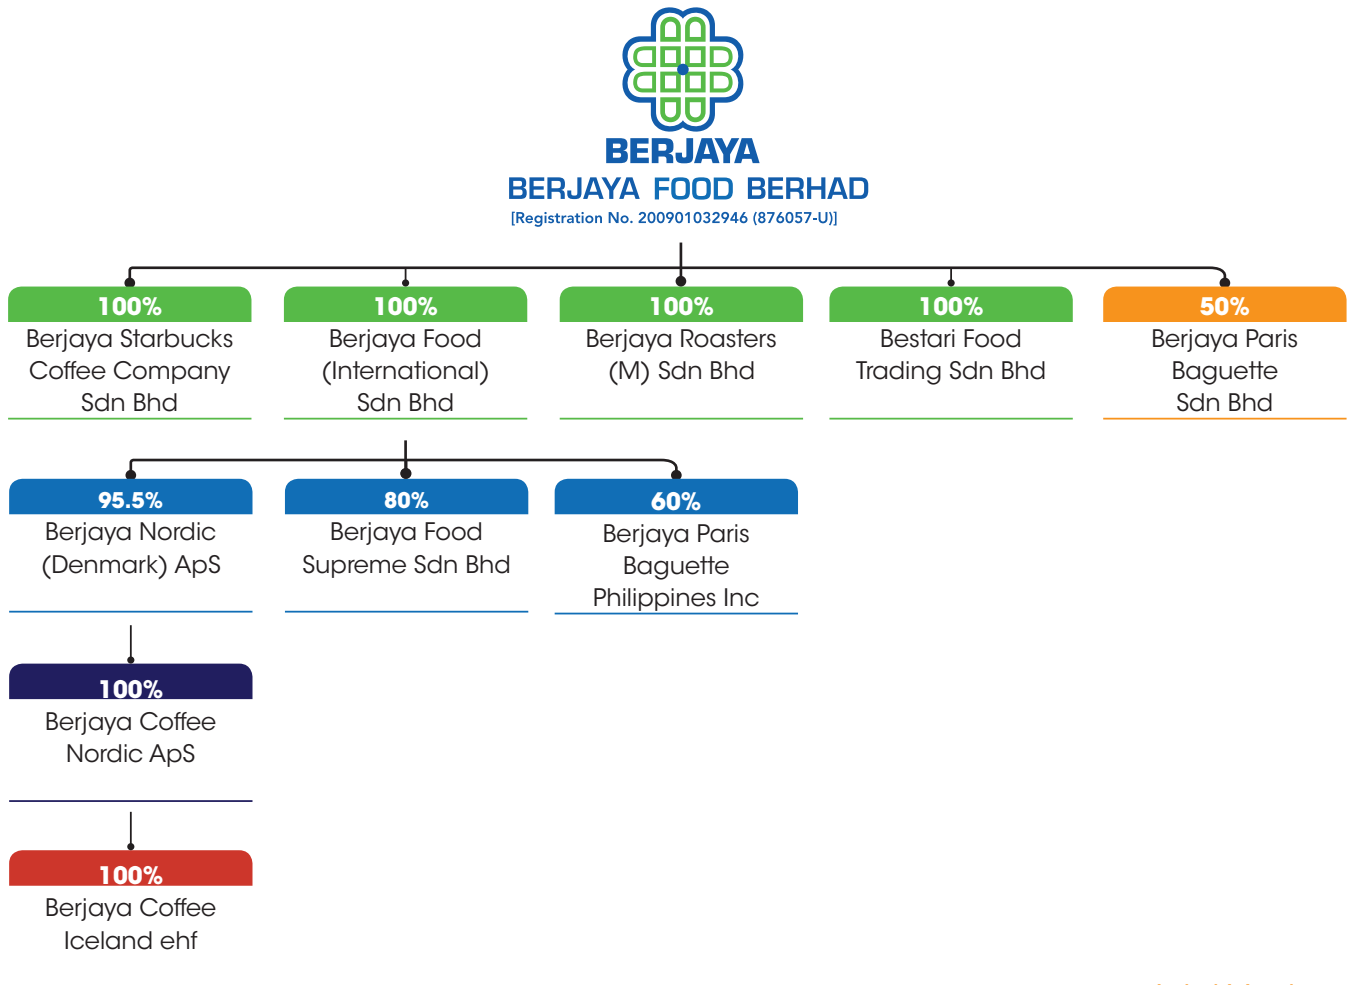 BERJAYA
BERJAYA FOOD BERHAD
[Registration No. 200901032946 (876057-U)]
100%
Berjaya Starbucks
Coffee Company
Sdn Bhd
100%
Berjaya Food
(International)
Sdn Bhd
100%
Berjaya Roasters
(M) Sdn Bhd
100%
Bestari Food
Trading Sdn Bhd
50%
Berjaya Paris
Baguette
Sdn Bhd
95.5%
Berjaya Nordic
(Denmark) ApS
80%
Berjaya Food
Supreme Sdn Bhd
60%
Berjaya Paris
Baguette
Philippines Inc
100%
Berjaya Coffee
Nordic ApS
100%
Berjaya Coffee
Iceland ehf